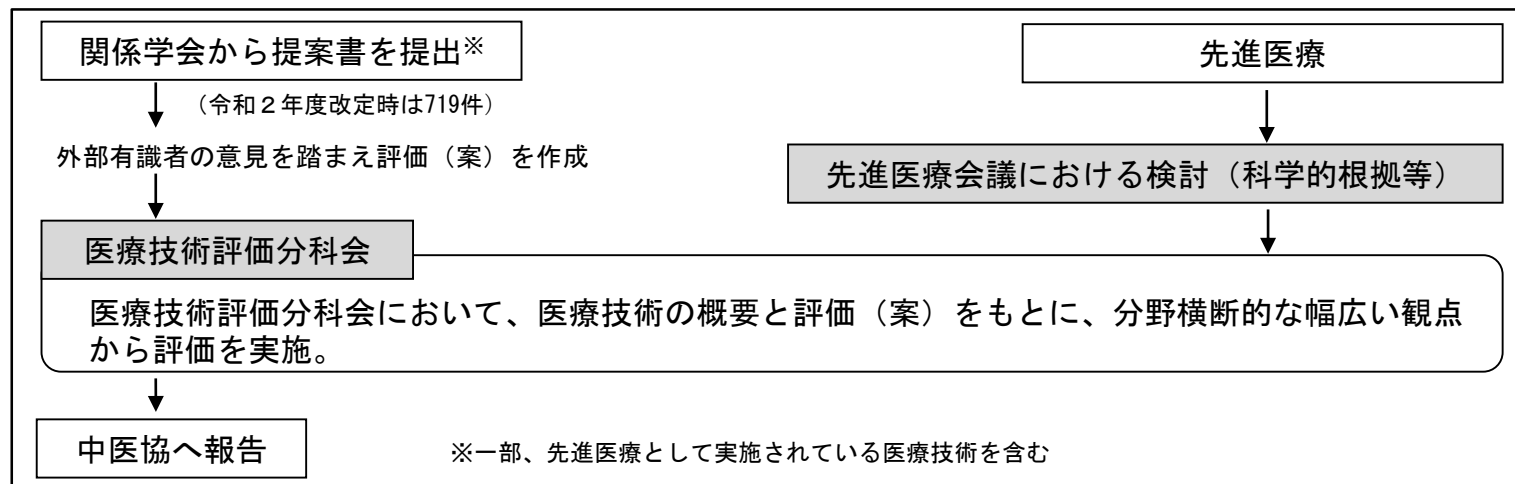 関係学会から提案書を提出※
（令和２年度改定時は719件）
外部有識者の意見を踏まえ評価（案）を作成
先進医療
先進医療会議における検討（科学的根拠等）
医療技術評価分科会
医療技術評価分科会において、医療技術の概要と評価（案）をもとに、分野横断的な幅広い観点
から評価を実施。
中医協へ報告
※一部、先進医療として実施されている医療技術を含む